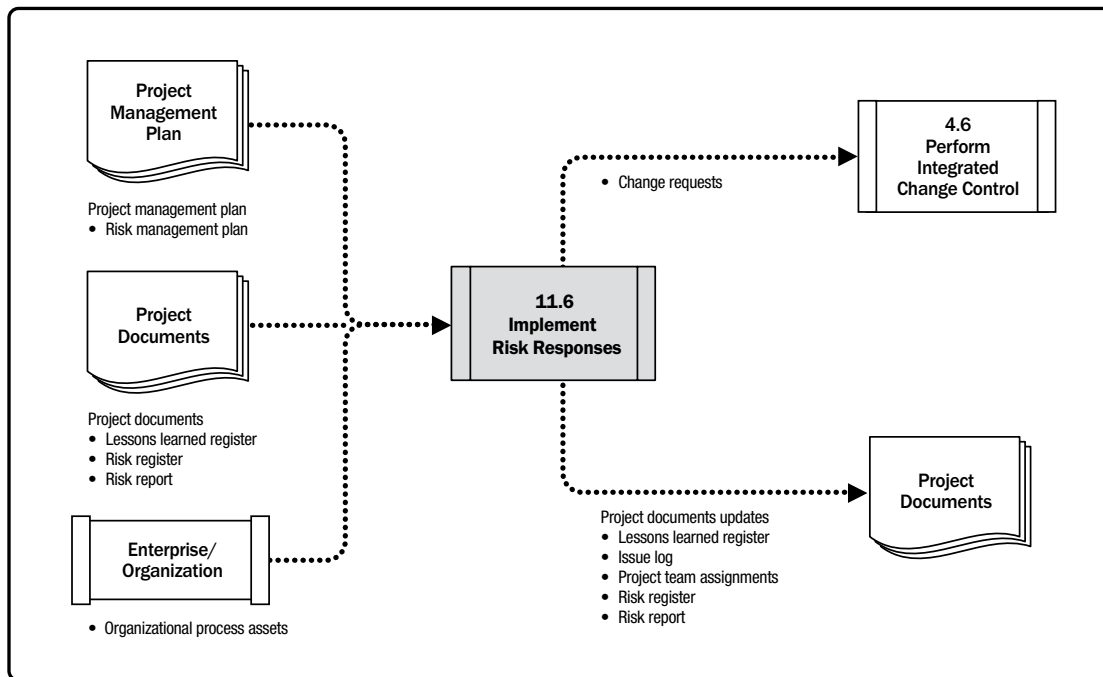 Project
Management
Plan
Project management plan
• Risk management plan
Project
Documents
Project documents
• Lessons learned register
• Risk register
• Risk report
Enterprise/
Organization
• Organizational process assets
11.6
Implement
Risk Responses
• Change requests
4.6
Perform
Integrated
Change Control
Project documents updates
• Lessons learned register
• Issue log
• Project team assignments
• Risk register
• Risk report
Project
Documents